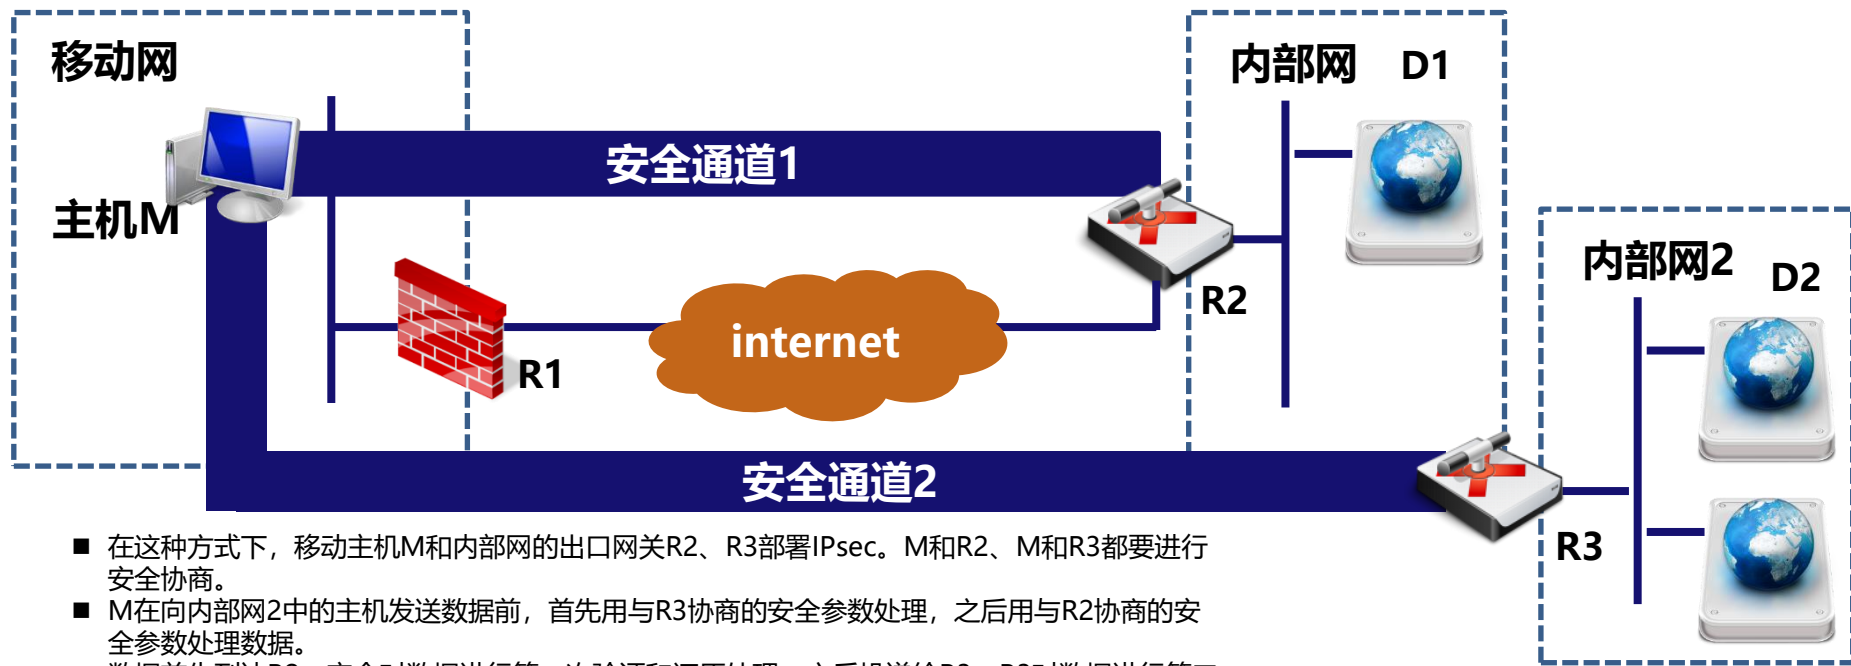 移动网
内部网 D1
安全通道1
主机M
内部网2 D2
R2
internet
R1
安全通道2
R3
■ 在这种方式下，移动主机M和内部网的出口网关R2、R3部署IPsec。M和R2、M和R3都要进行
安全协商。
■ M在向内部网2中的主机发送数据前，首先用与R3协商的安全参数处理，之后用与R2协商的安
全参数处理数据。